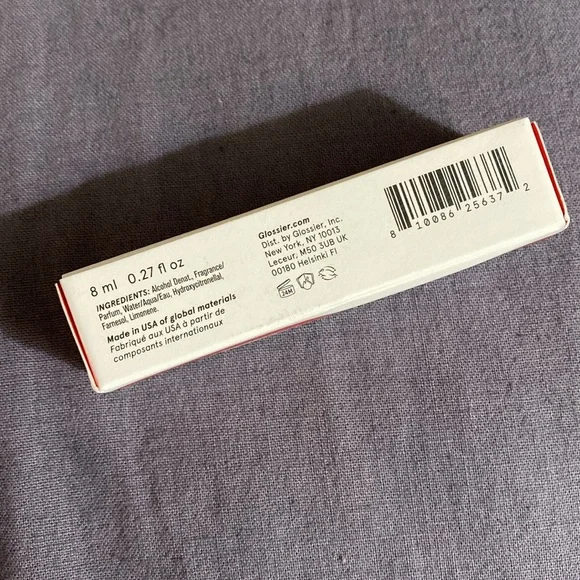 8 ml 0.27 fl oz
INGREDIENTS: Alcohol Denat., Fragrance/
Parfum, Water/Aqua/Eau, Hydroxycitronellal,
Farnesol, Limonene.
Made in USA of global materials
Fabriqué aux USA à partir de
composants internationaux
Glossier.com
Dist. by Glossier, Inc.
New York, NY 10013
Leceur, M50 3UB UK
00180 Helsinki FI
24M
8 10086 25637 2